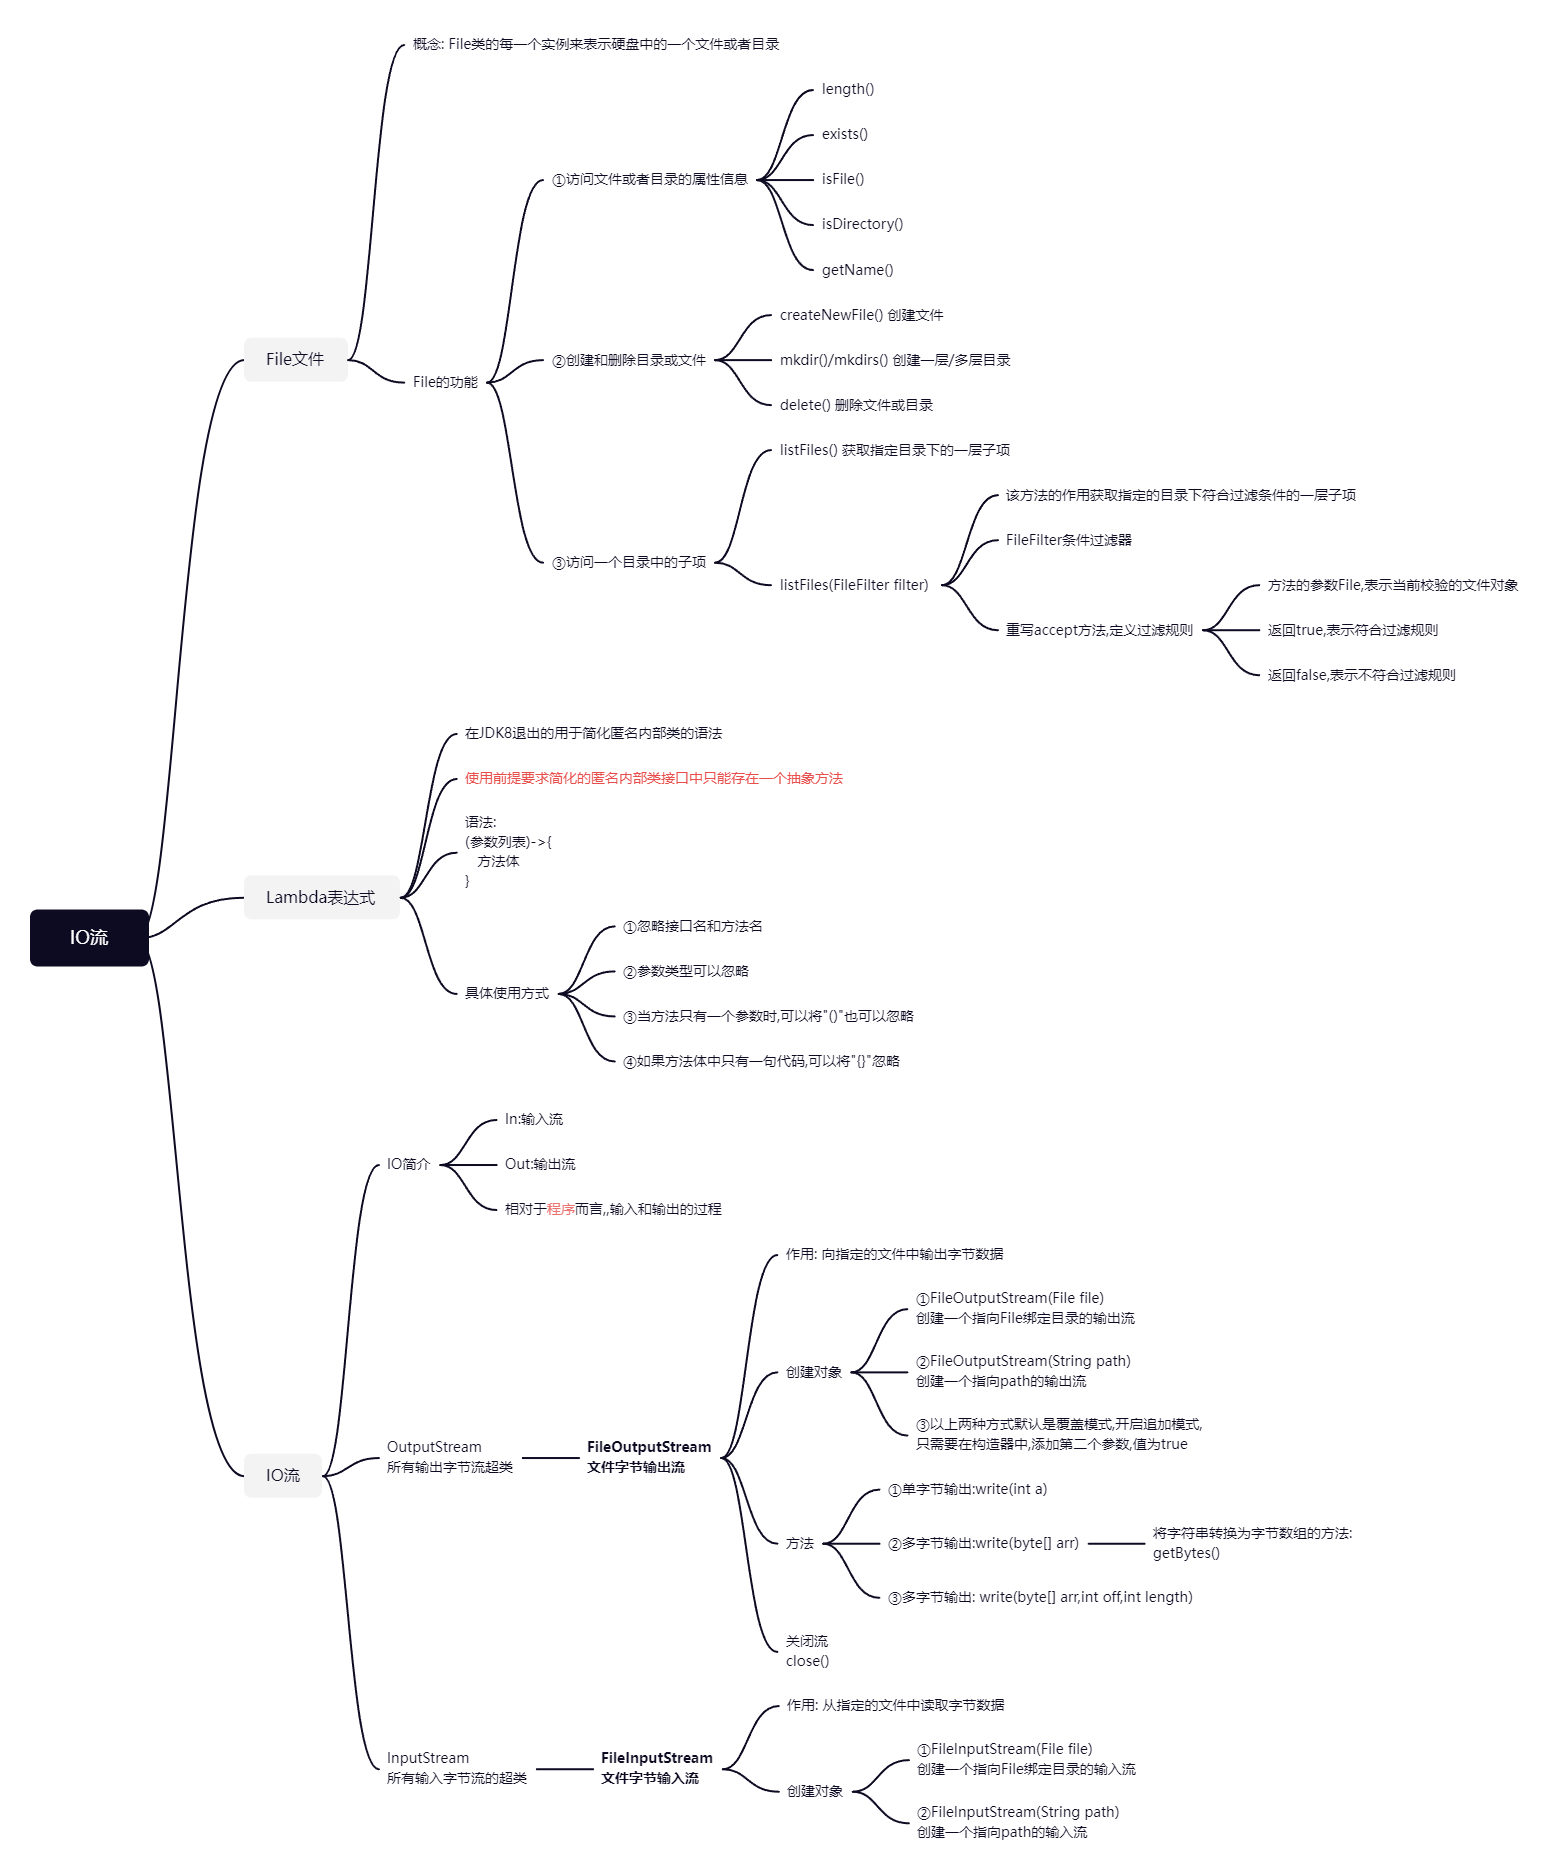 概念: File类的每一个实例来表示硬盘中的一个文件或者目录
length()
exists()
①访问文件或者目录的属性信息
isFile()
isDirectory()
getName()
createNewFile() 创建文件
File文件
②创建和删除目录或文件
mkdir()/mkdirs() 创建一层/多层目录
File的功能
delete() 删除文件或目录
listFiles() 获取指定目录下的一层子项
该方法的作用获取指定的目录下符合过滤条件的一层子项
FileFilter条件过滤器
③访问一个目录中的子项
listFiles(FileFilter filter)
方法的参数File,表示当前校验的文件对象
重写accept方法,定义过滤规则
返回true,表示符合过滤规则
返回false,表示不符合过滤规则
在JDK8退出的用于简化匿名内部类的语法
使用前提要求简化的匿名内部类接口中只能存在一个抽象方法
语法:
(参数列表)->{
方法体
}
Lambda表达式
IO流
①忽略接口名和方法名
②参数类型可以忽略
具体使用方式
③当方法只有一个参数时,可以将"()"也可以忽略
④如果方法体中只有一句代码,可以将"{}"忽略
In:输入流
IO简介
Out:输出流
相对于程序而言,,输入和输出的过程
作用: 向指定的文件中输出字节数据
①FileOutputStream(File file)
创建一个指向File绑定目录的输出流
创建对象
②FileOutputStream(String path)
创建一个指向path的输出流
③以上两种方式默认是覆盖模式,开启追加模式,
只需要在构造器中,添加第二个参数,值为true
OutputStream
所有输出字节流超类
FileOutputStream
文件字节输出流
IO流
①单字节输出:write(int a)
方法
②多字节输出:write(byte[] arr)
将字符串转换为字节数组的方法:
getBytes()
③多字节输出: write(byte[] arr,int off,int length)
关闭流
close()
作用: 从指定的文件中读取字节数据
InputStream
所有输入字节流的超类
FileInputStream
文件字节输入流
①FileInputStream(File file)
创建一个指向File绑定目录的输入流
创建对象
②FileInputStream(String path)
创建一个指向path的输入流